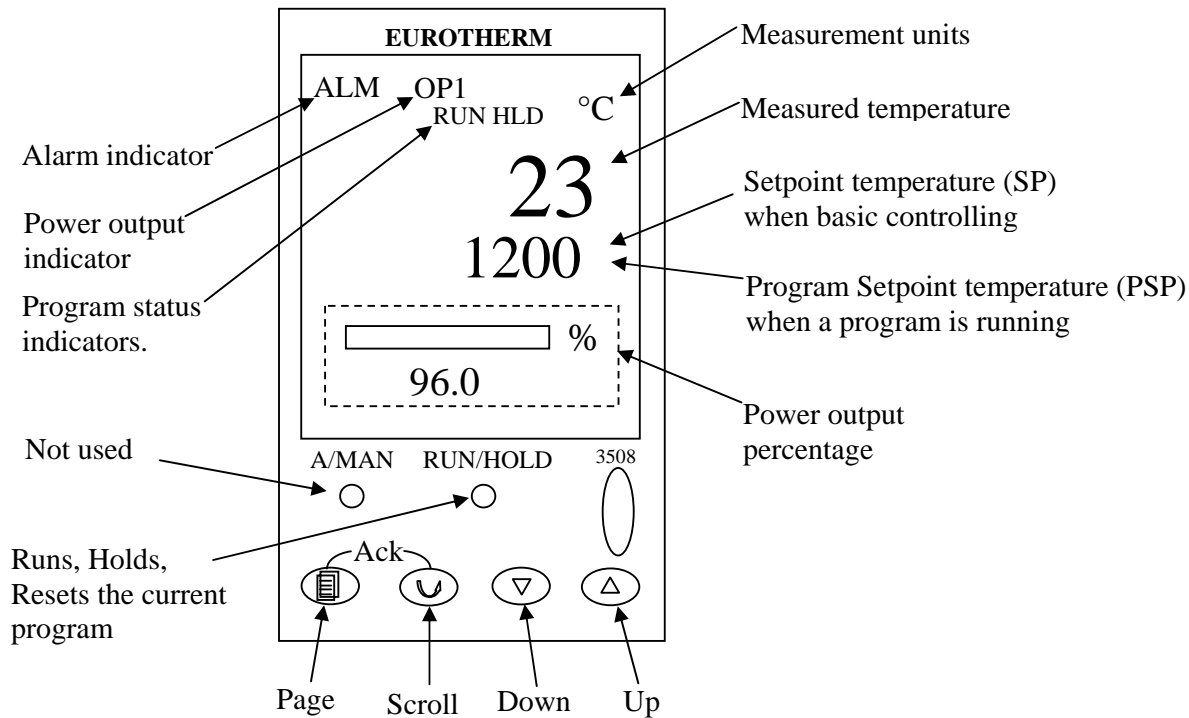 EUROTHERM
ALM OP1
RUN HLD
°C
23
1200
%
96.0
Measurement units
Measured temperature
Setpoint temperature (SP)
when basic controlling
Program Setpoint temperature (PSP)
when a program is running
Power output
percentage
Alarm indicator
Power output
indicator
Program status
indicators.
Not used
A/MAN RUN/HOLD 3508
Runs, Holds,
Resets the current
program
Ack
Page Scroll Down Up